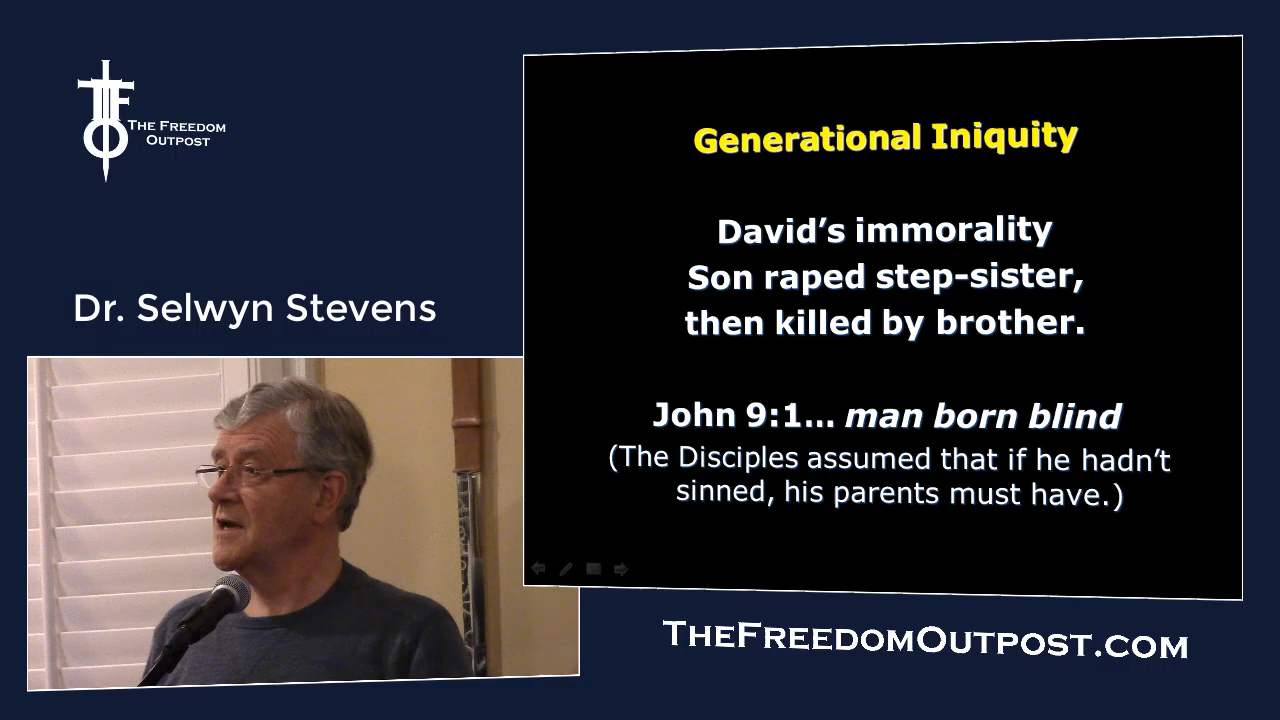 The Freedom
Outpost
Dr. Selwyn Stevens
Generational Iniquity
David’s immorality
Son raped step-sister,
then killed by brother.
John 9:1... man born blind
(The Disciples assumed that if he hadn’t
sinned, his parents must have.)
TheFreedomOutpost.com